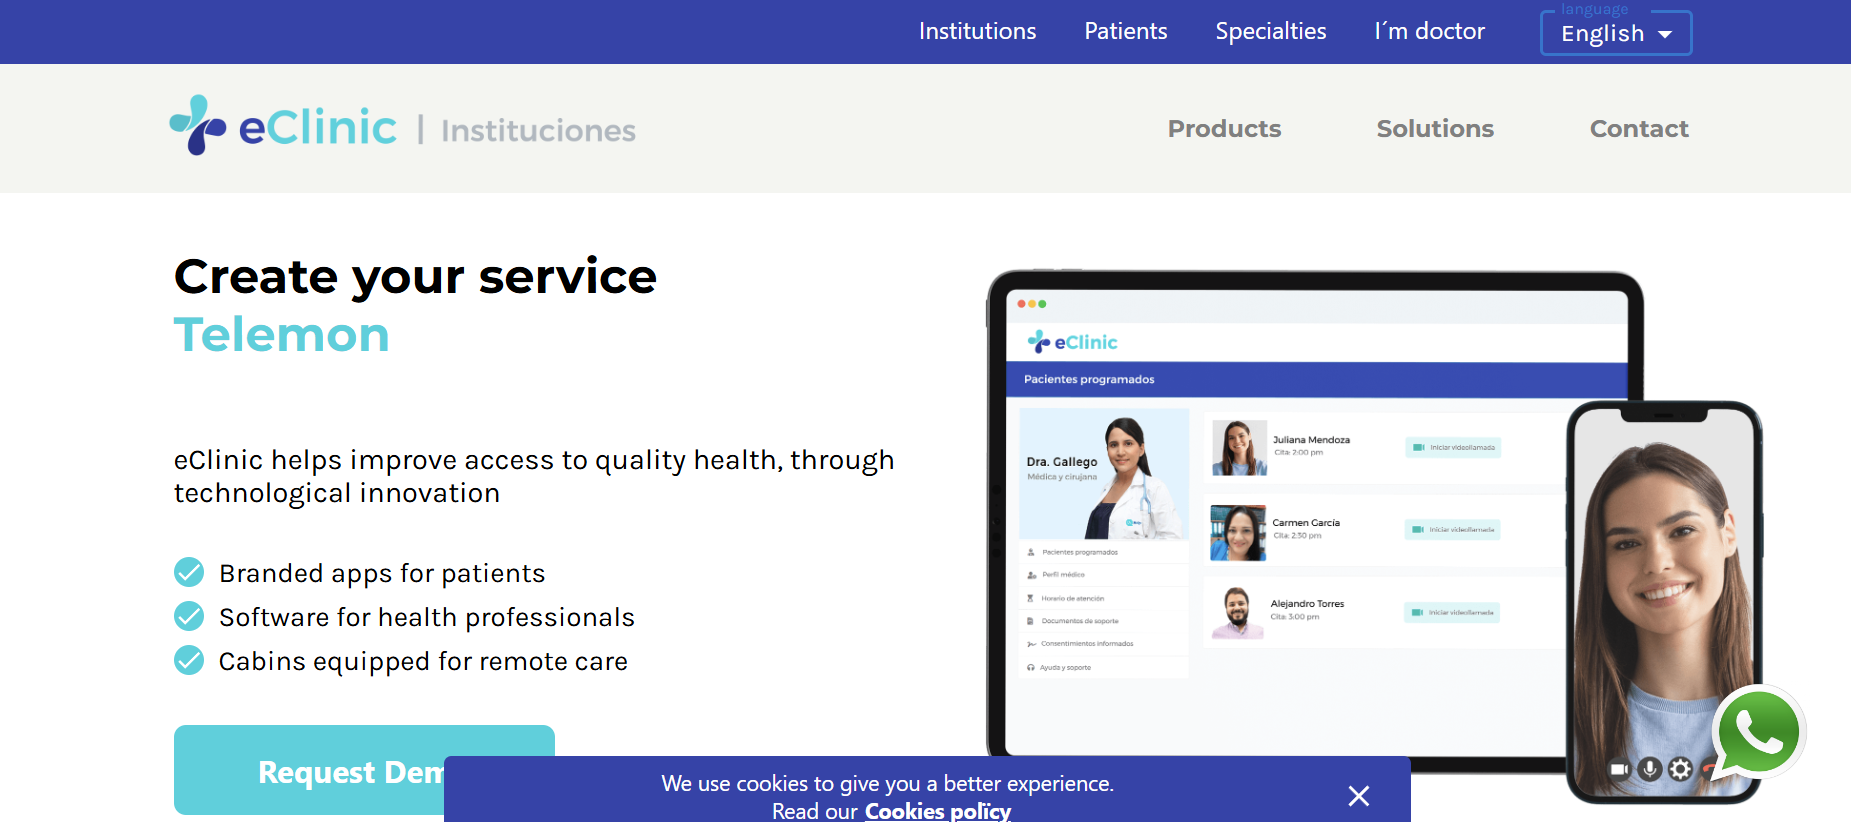 Institutions Patients Specialties I´m doctor
language
English
eClinic | Instituciones
Products Solutions Contact
Create your service
Telemon
eClinic helps improve access to quality health, through
technological innovation
Branded apps for patients
Software for health professionals
Cabins equipped for remote care
Request Dem
eClinic
Pacientes programados
Dra. Gallego
Médica y cirujana
Pacientes programados
Perfil médico
Horario de atención
Documentos de soporte
Consentimientos informados
Ayuda y soporte
Juliana Mendoza
Cita: 2:00 pm
Iniciar videollamada
Carmen García
Cita: 2:30 pm
Iniciar videollamada
Alejandro Torres
Cita: 3:00 pm
Iniciar videollamada
We use cookies to give you a better experience.
Read our Cookies polïcy